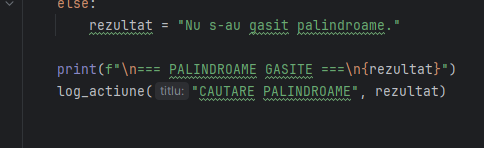 else:
rezultat = "Nu s-au gasit palindroame."
print(f"\n=== PALINDROAME GASITE ===\n{rezultat}")
log_actiune( titlu: "CAUTARE PALINDROAME", rezultat)